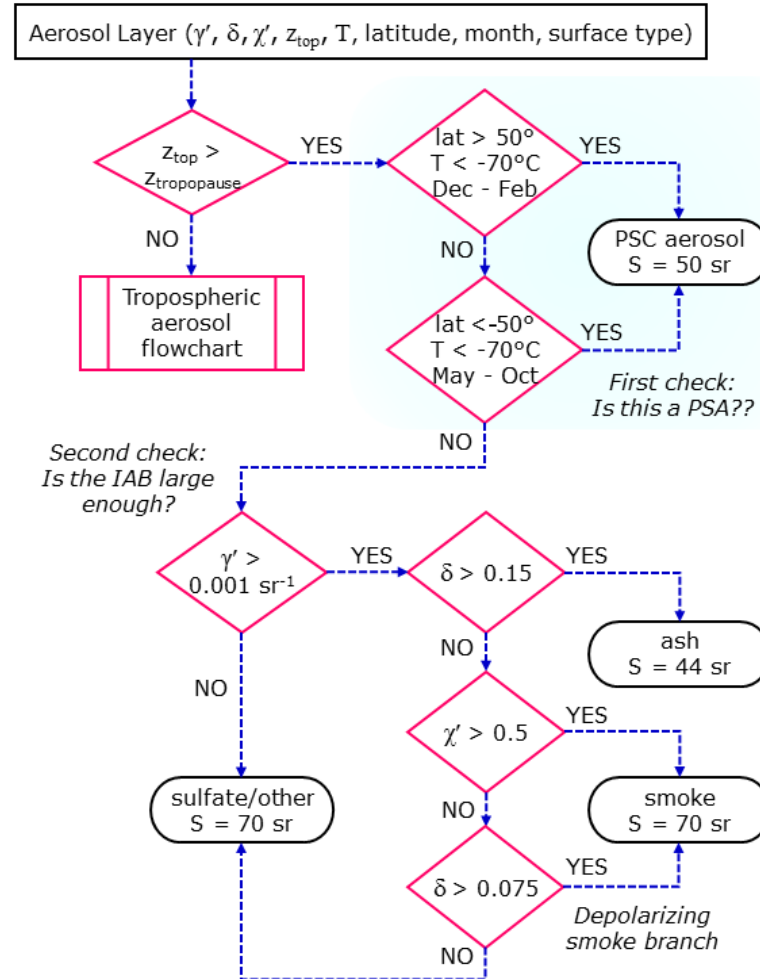 Aerosol Layer (γ′, δ, χ′, z_top, T, latitude, month, surface type)
z_top >
z_tropopause
YES
lat > 50°
T < -70°C
Dec - Feb
YES
NO
NO
PSC aerosol
S = 50 sr
Tropospheric
aerosol
flowchart
lat <-50°
T < -70°C
May - Oct
YES
First check:
Is this a PSA??
NO
Second check:
Is the IAB large
enough?
γ′ >
0.001 sr⁻¹
YES
δ > 0.15
YES
ash
S = 44 sr
NO
NO
χ′ > 0.5
YES
sulfate/other
S = 70 sr
smoke
S = 70 sr
NO
δ > 0.075
YES
Depolarizing
smoke branch
NO